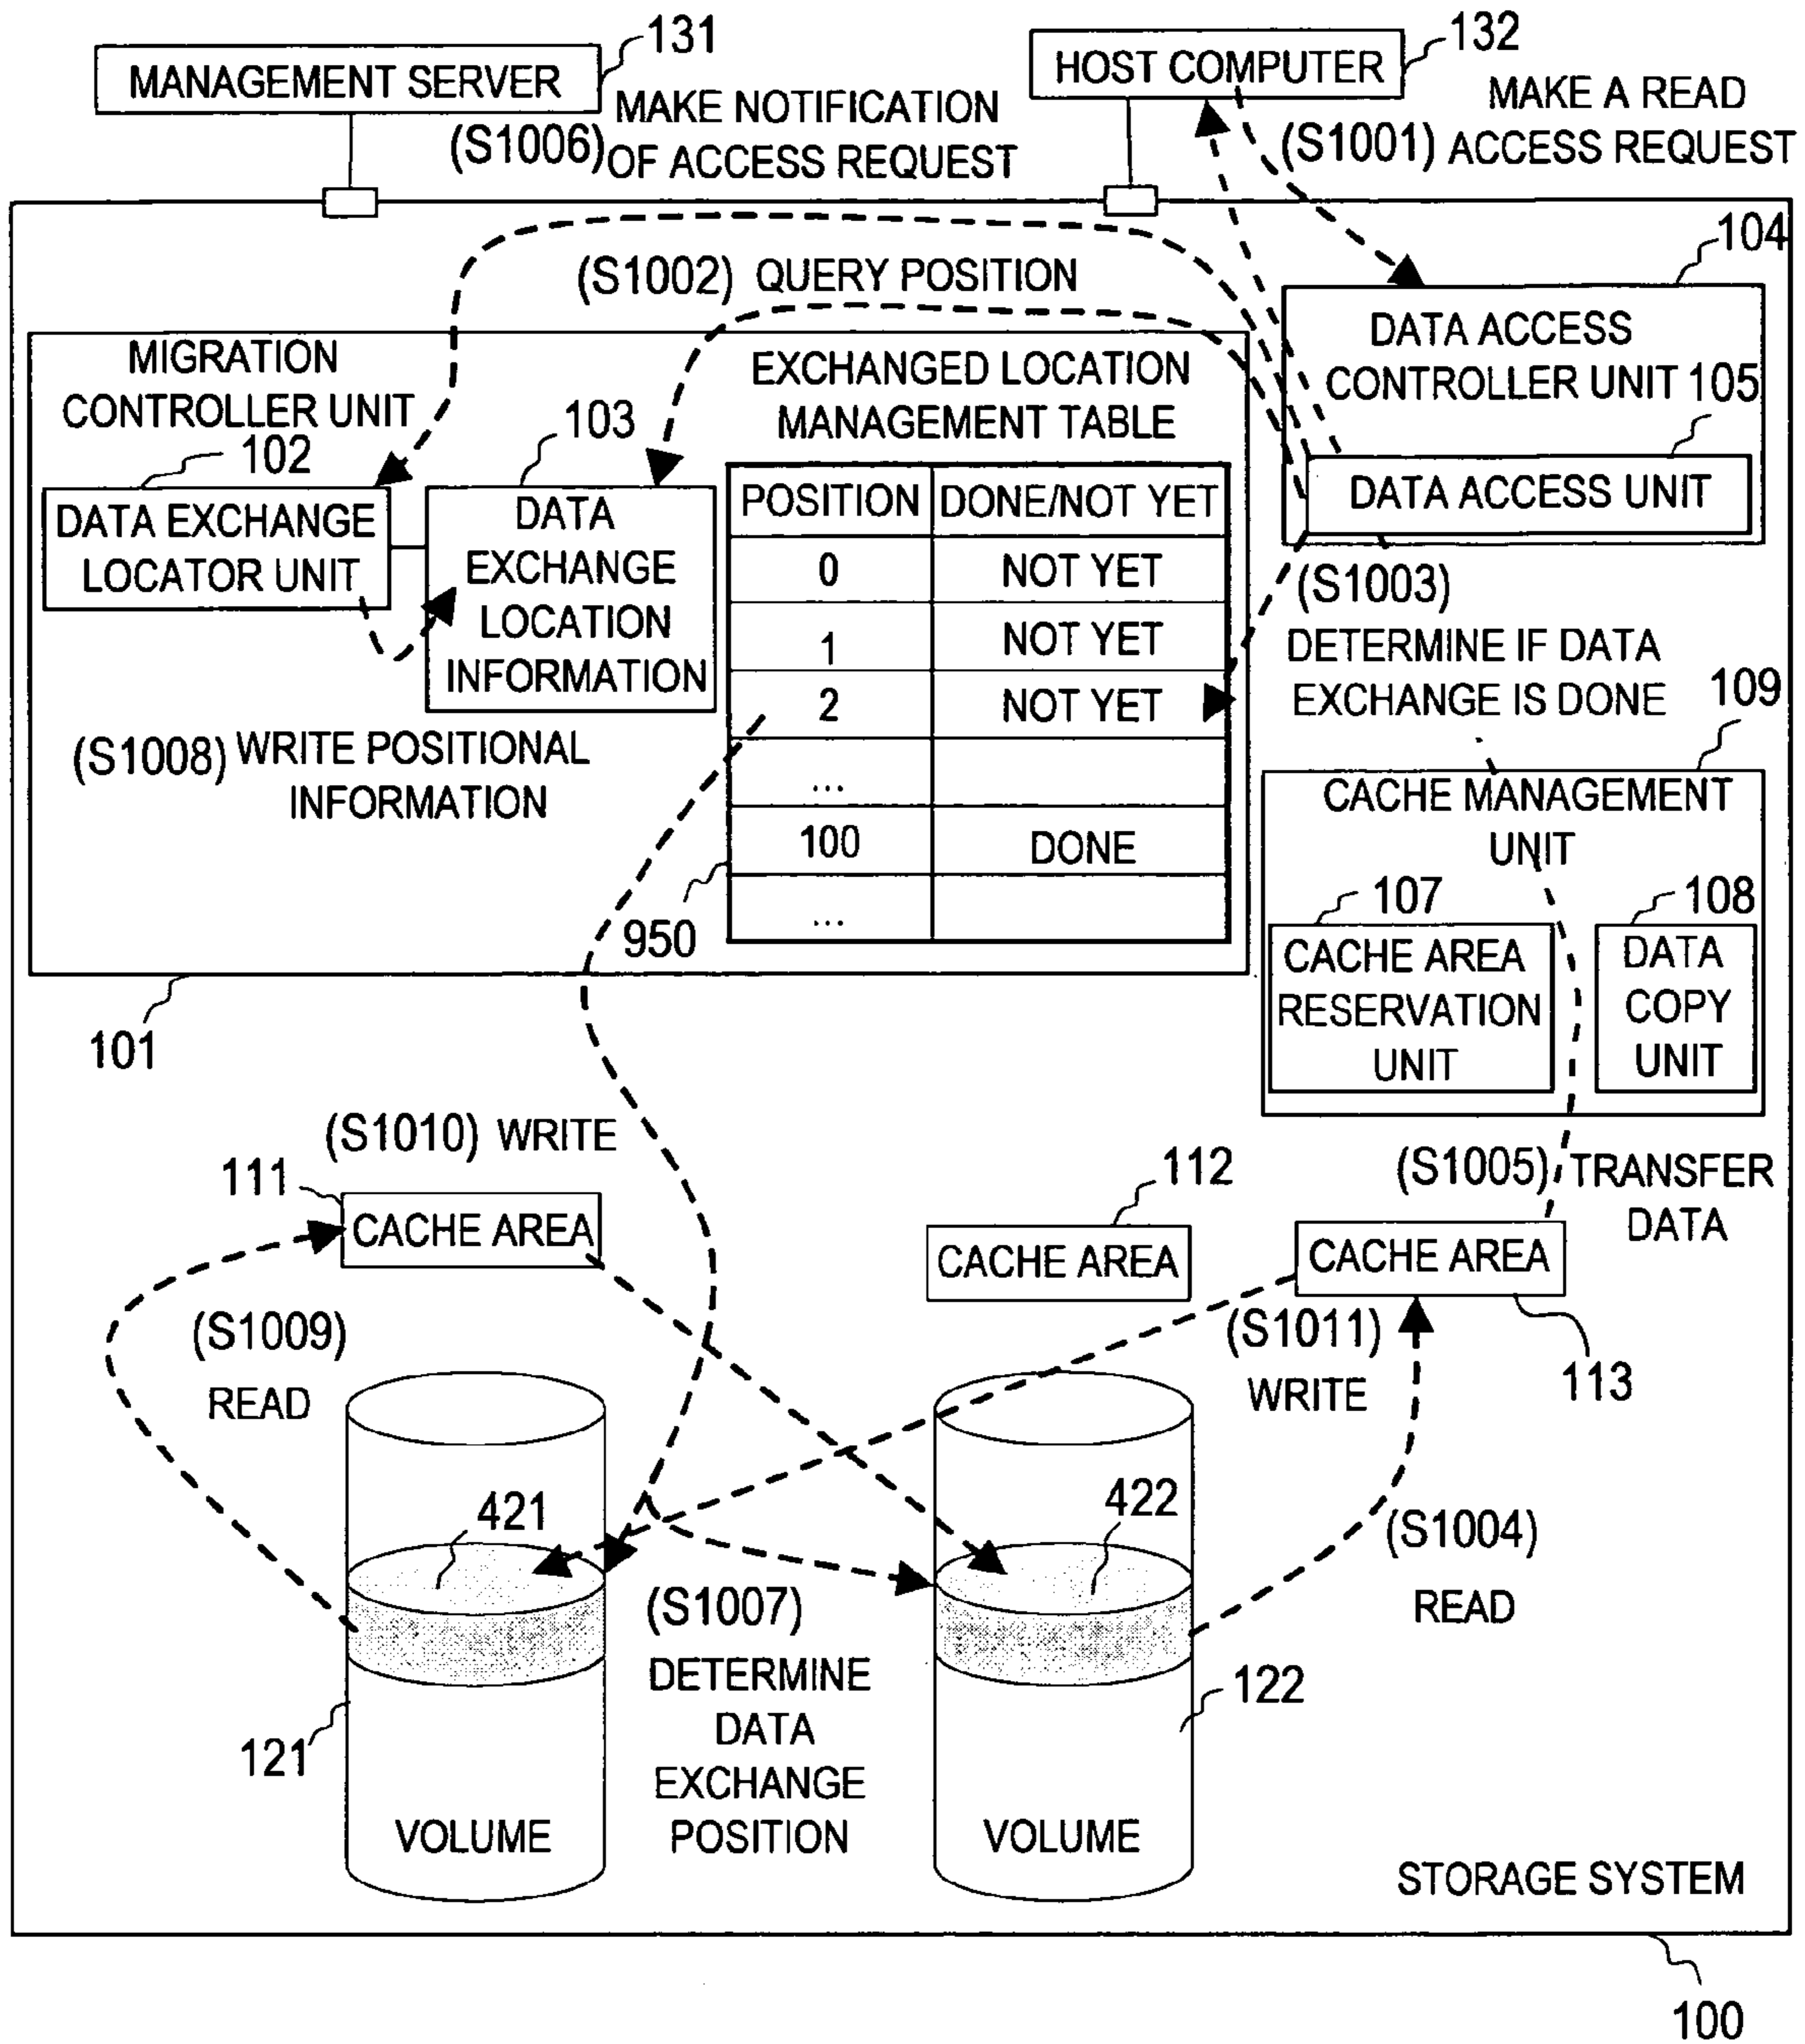 131
MANAGEMENT SERVER
132
HOST COMPUTER
MAKE NOTIFICATION
(S1006) OF ACCESS REQUEST
MAKE A READ
(S1001) ACCESS REQUEST
104
(S1002) QUERY POSITION
DATA ACCESS
CONTROLLER UNIT 105
DATA ACCESS UNIT
MIGRATION
CONTROLLER UNIT
102
103
DATA EXCHANGE
LOCATOR UNIT
DATA
EXCHANGE
LOCATION
INFORMATION
EXCHANGED LOCATION
MANAGEMENT TABLE
POSITION DONE/NOT YET
0 NOT YET
1 NOT YET
2 NOT YET
...
100 DONE
...
950
(S1003)
DETERMINE IF DATA
EXCHANGE IS DONE
109
(S1008) WRITE POSITIONAL
INFORMATION
CACHE MANAGEMENT
UNIT
107
108
CACHE AREA
RESERVATION
UNIT
DATA
COPY
UNIT
101
(S1010) WRITE
111
CACHE AREA
112
CACHE AREA
(S1005) TRANSFER
DATA
CACHE AREA
113
(S1009)
READ
(S1011)
WRITE
421
422
(S1004)
READ
(S1007)
DETERMINE
DATA
EXCHANGE
POSITION
121
122
VOLUME
VOLUME
STORAGE SYSTEM
100